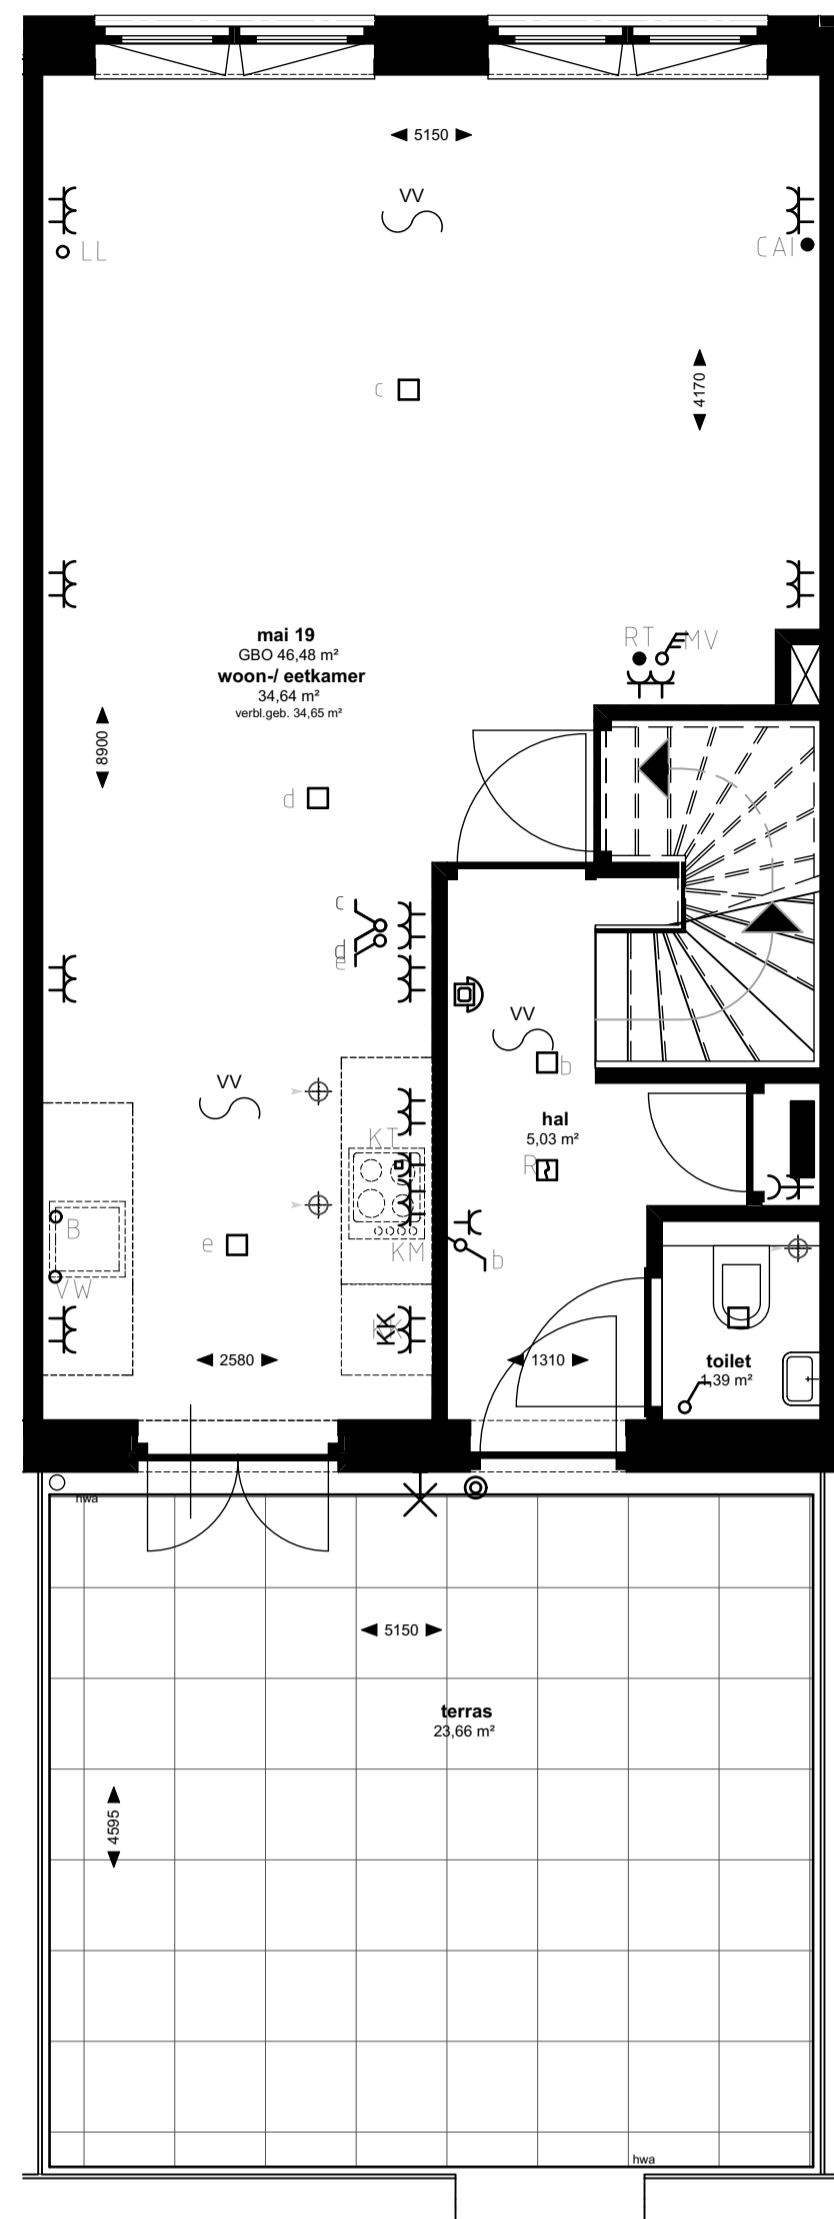 5150
VV
LL
CAI
c
4170
mai 19
GBO 46,48 m²
woon-/ eetkamer
34,64 m²
verbl.geb. 34,65 m²
RT
MV
8900
d
c
d
e
VV
b
VV
hal
5,03 m²
KT
R
B
e
KM
b
VW
KK
2580
1310
toilet
1,39 m²
hwa
5150
terras
23,66 m²
4595
hwa